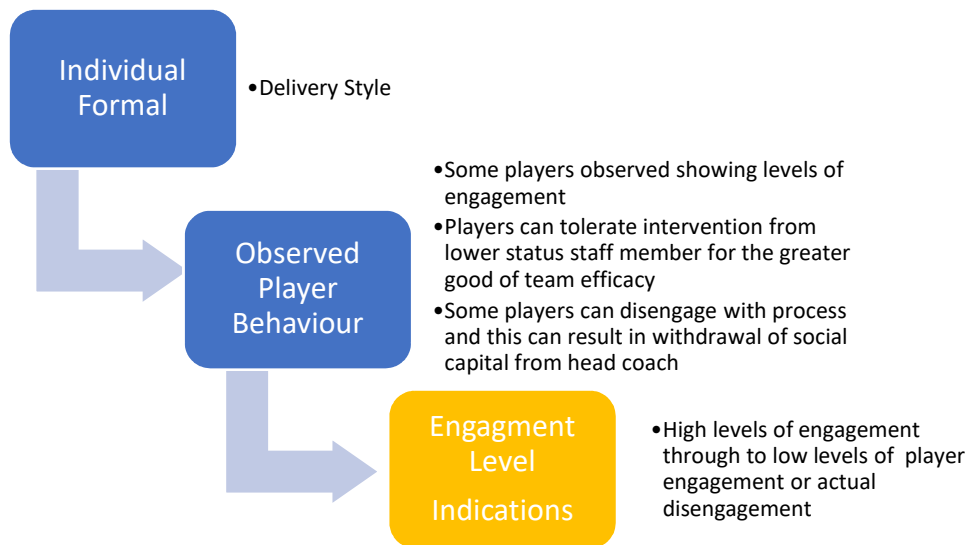 Individual
Formal
•Delivery Style
•Some players observed showing levels of
engagement
•Players can tolerate intervention from
lower status staff member for the greater
good of team efficacy
•Some players can disengage with process
and this can result in withdrawal of social
capital from head coach
Observed
Player
Behaviour
Engagment
Level
Indications
•High levels of engagement
through to low levels of  player
engagement or actual
disengagement